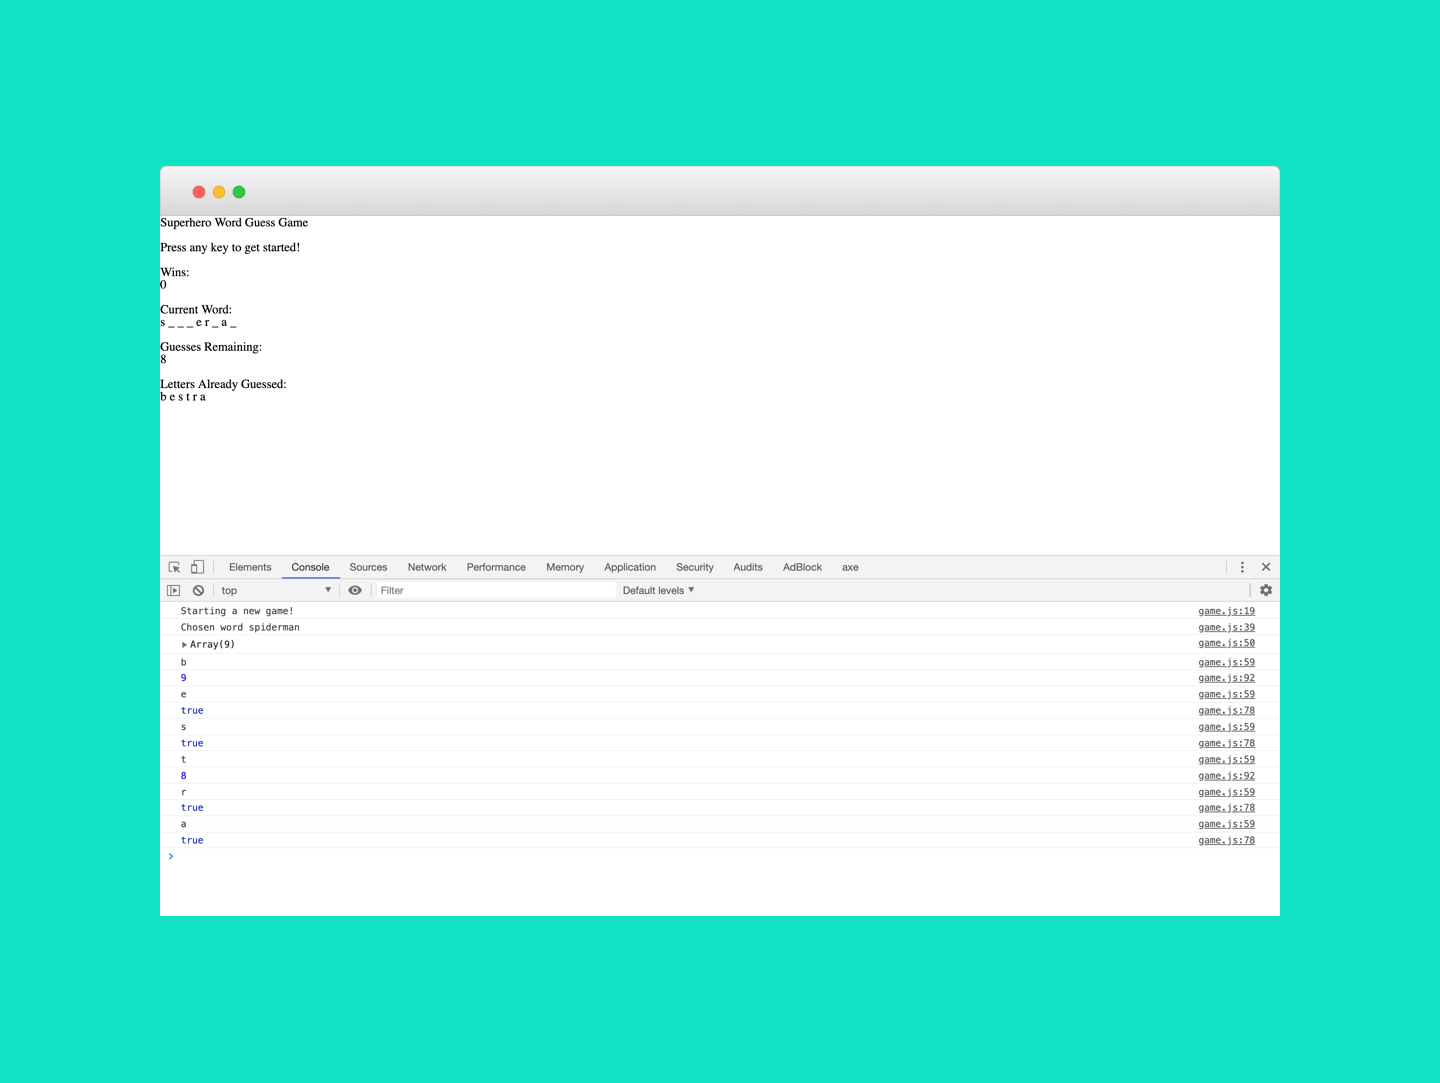 Superhero Word Guess Game
Press any key to get started!
Wins:
0
Current Word:
s _ _ _ e r _ a _
Guesses Remaining:
8
Letters Already Guessed:
b e s t r a
Elements Console Sources Network Performance Memory Application Security Audits AdBlock axe
top Filter Default levels
Starting a new game! game.js:19
Chosen word spiderman game.js:39
Array(9) game.js:50
b game.js:59
9 game.js:92
e game.js:59
true game.js:78
s game.js:59
true game.js:78
t game.js:59
8 game.js:92
r game.js:59
true game.js:78
a game.js:59
true game.js:78